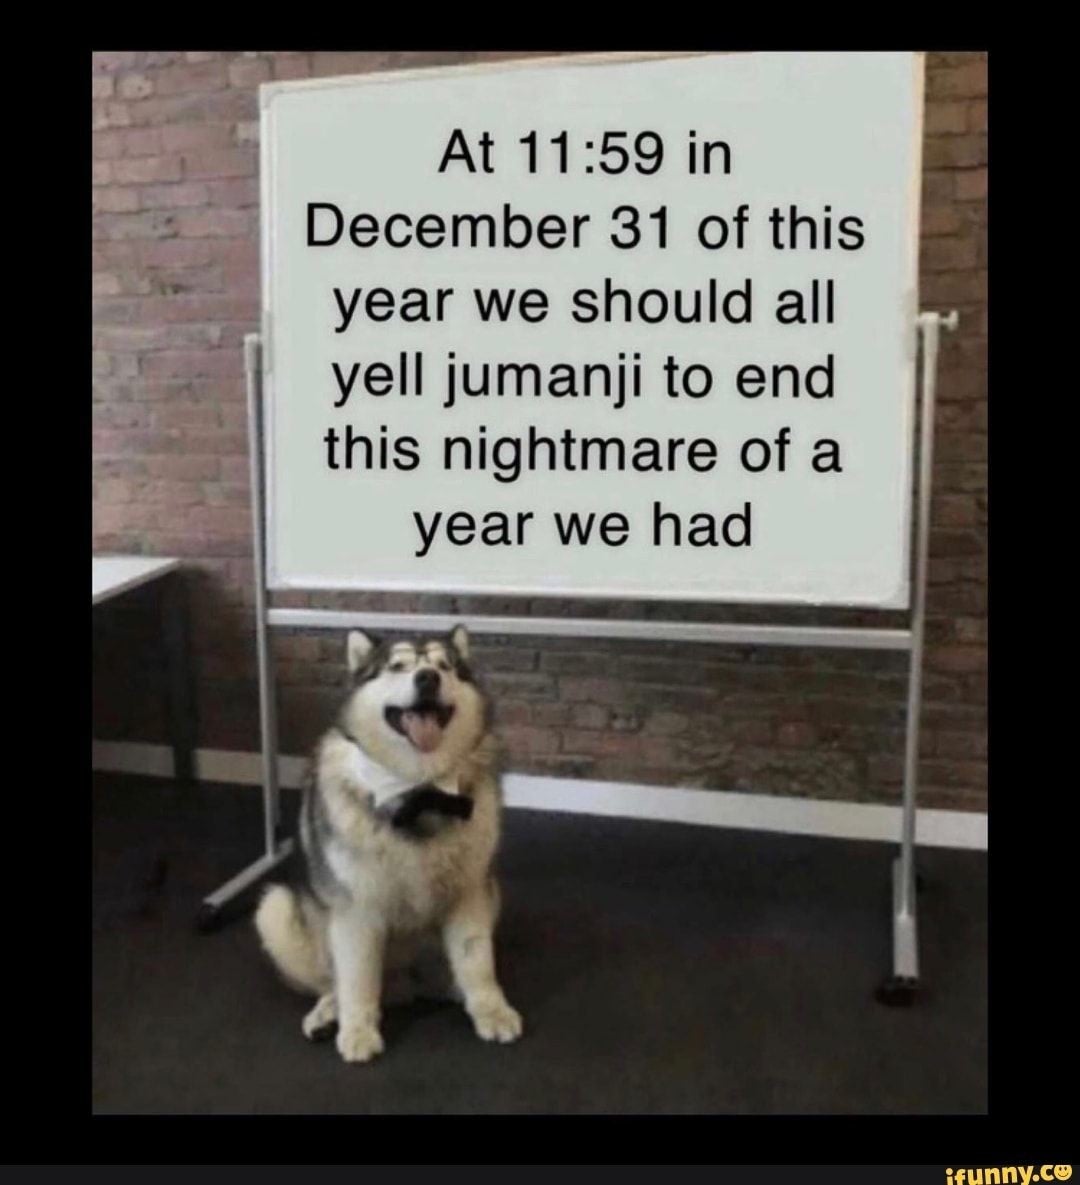 At 11:59 in
December 31 of this
year we should all
yell jumanji to end
this nightmare of a
year we had
ifunny.co